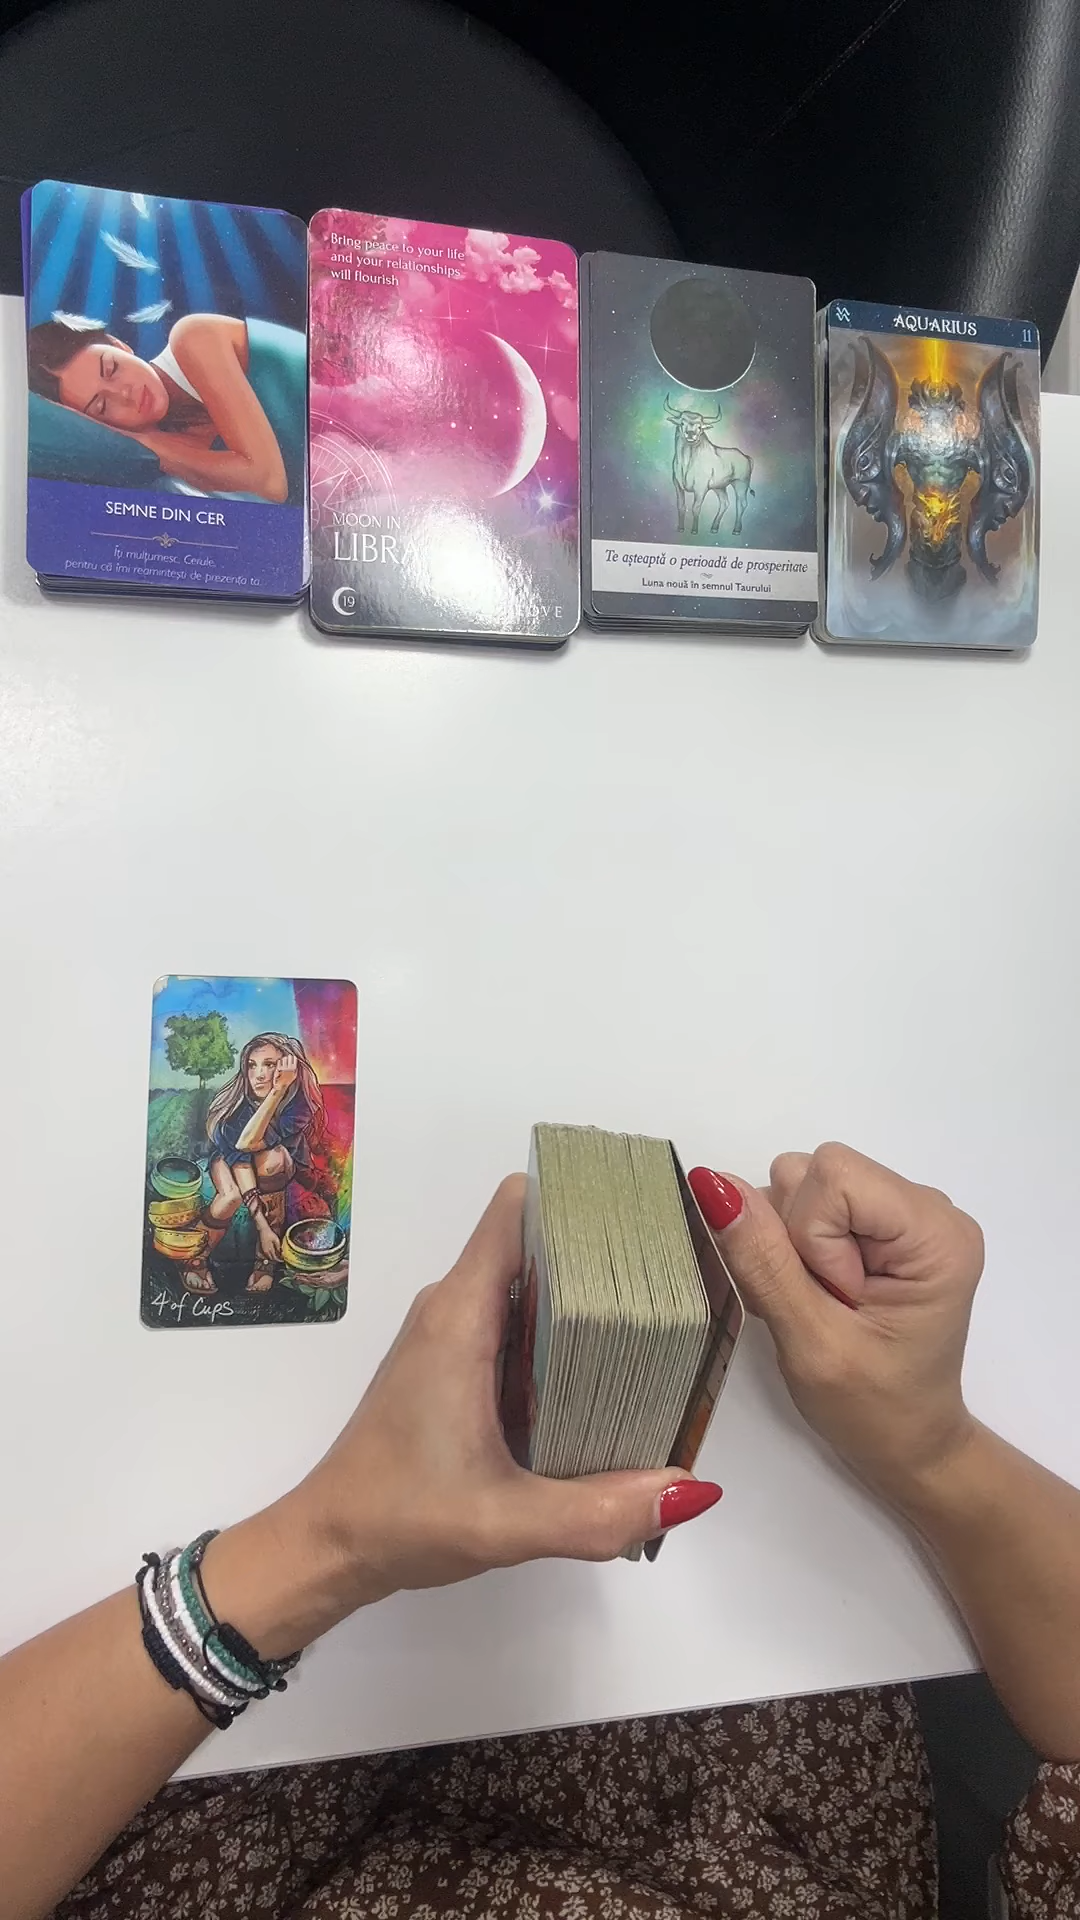 SEMNE DIN CER
Îți mulțumesc, Cerule,
pentru că îmi reamintești de prezența ta.
Bring peace to your life
and your relationships
will flourish
MOON IN
LIBRA
19
LOVE
Te așteaptă o perioadă de prosperitate
Luna nouă în semnul Taurului
AQUARIUS
11
4 of Cups